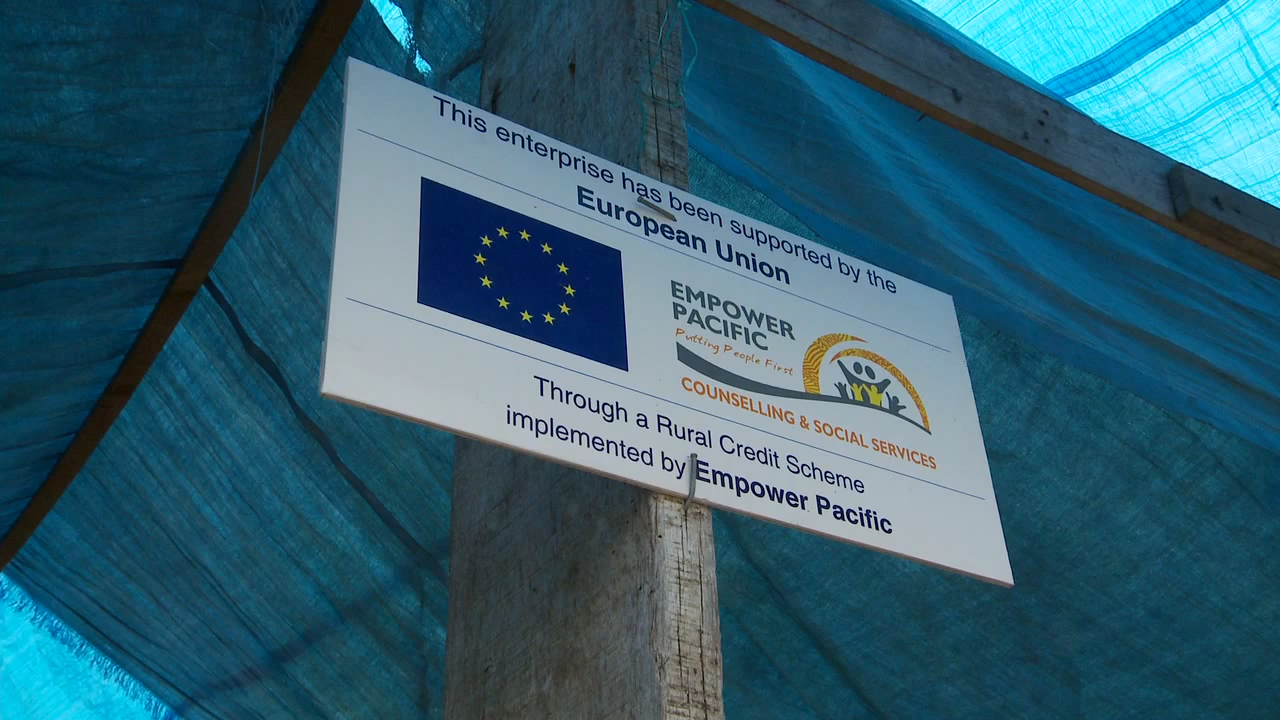 This enterprise has been supported by the
European Union
EMPOWER
PACIFIC
Putting People First
COUNSELLING & SOCIAL SERVICES
Through a Rural Credit Scheme
implemented by Empower Pacific